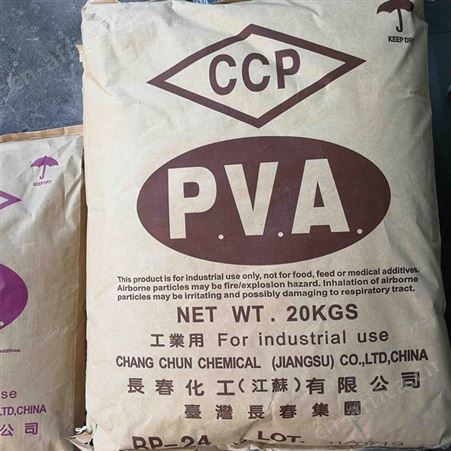 CCP
KEEP DRY
P.V.A.
This product is for industrial use only, not for food, feed or medical additives.
Airborne particles may be fire/explosion hazard. Inhalation of airborne
particles may be irritating and possibly damaging to respiratory tract.
NET WT. 20KGS
工業用 For industrial use
CHANG CHUN CHEMICAL (JIANGSU) CO.,LTD,CHINA
長春化工(江蘇)有限公司
臺灣長春集團
BP-24 LOT.
KEEP DRY
additives.
use
LTD,CHINA
公司